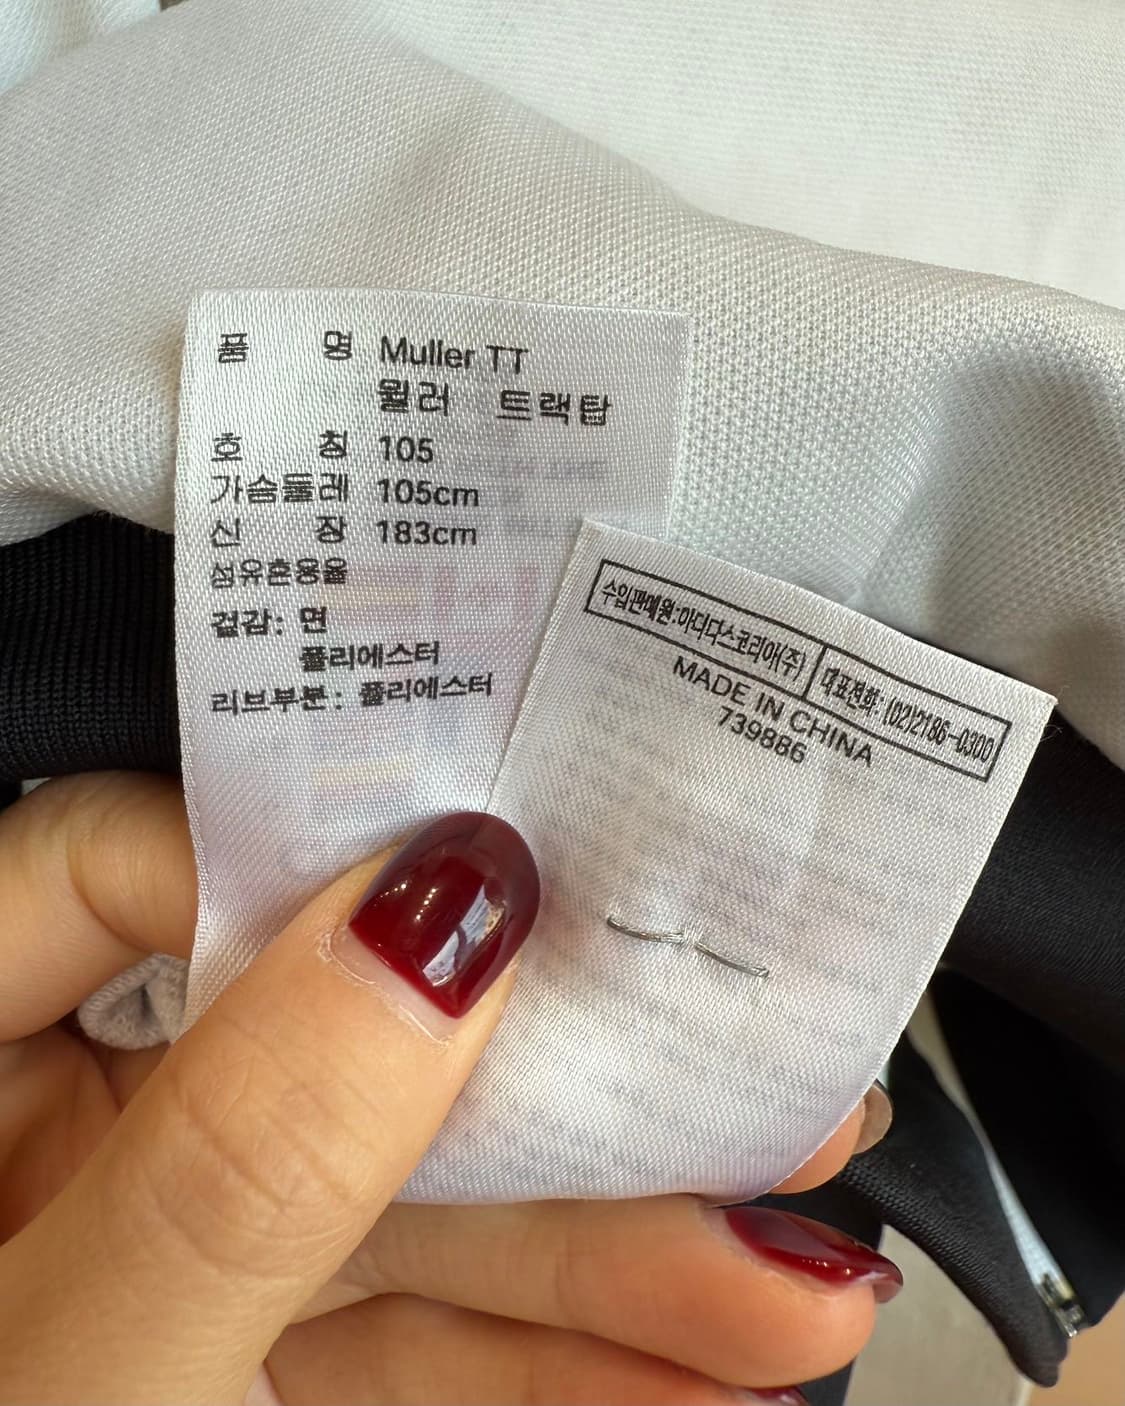 품 명 Muller TT
뮐러 트랙탑
호 칭 105
가슴둘레 105cm
신 장 183cm
섬유혼용율
겉감: 면
폴리에스터
리브부분: 폴리에스터
수입판매원:아디다스코리아(주) 대표전화: (02)2186-0300
MADE IN CHINA
739886